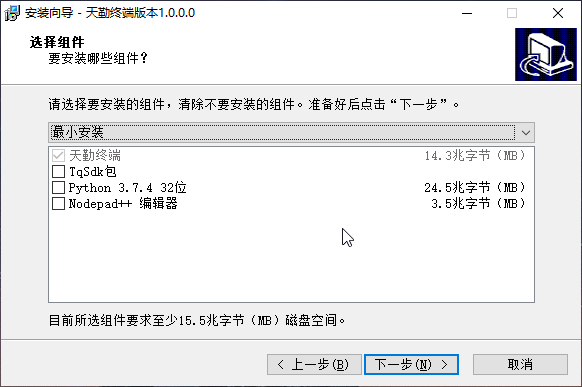 安装向导 - 天勤终端版本1.0.0.0
选择组件
要安装哪些组件？
请选择要安装的组件，清除不要安装的组件。准备好后点击“下一步”。
最小安装
天勤终端 14.3兆字节（MB）
TqSdk包
Python 3.7.4 32位 24.5兆字节（MB）
Nodepad++ 编辑器 3.5兆字节（MB）
目前所选组件要求至少15.5兆字节（MB）磁盘空间。
< 上一步(B) 下一步(N) > 取消